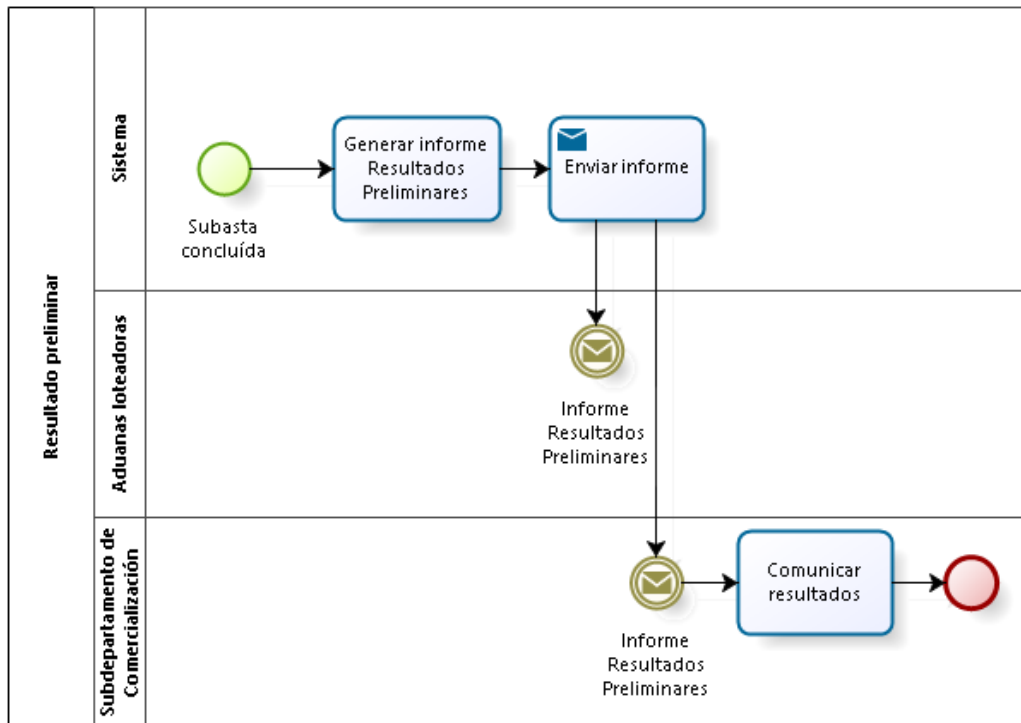 Resultado preliminar
Sistema
Subasta
concluída
Generar informe
Resultados
Preliminares
Enviar informe
Aduanas loteadoras
Informe
Resultados
Preliminares
Subdepartamento de
Comercialización
Informe
Resultados
Preliminares
Comunicar
resultados